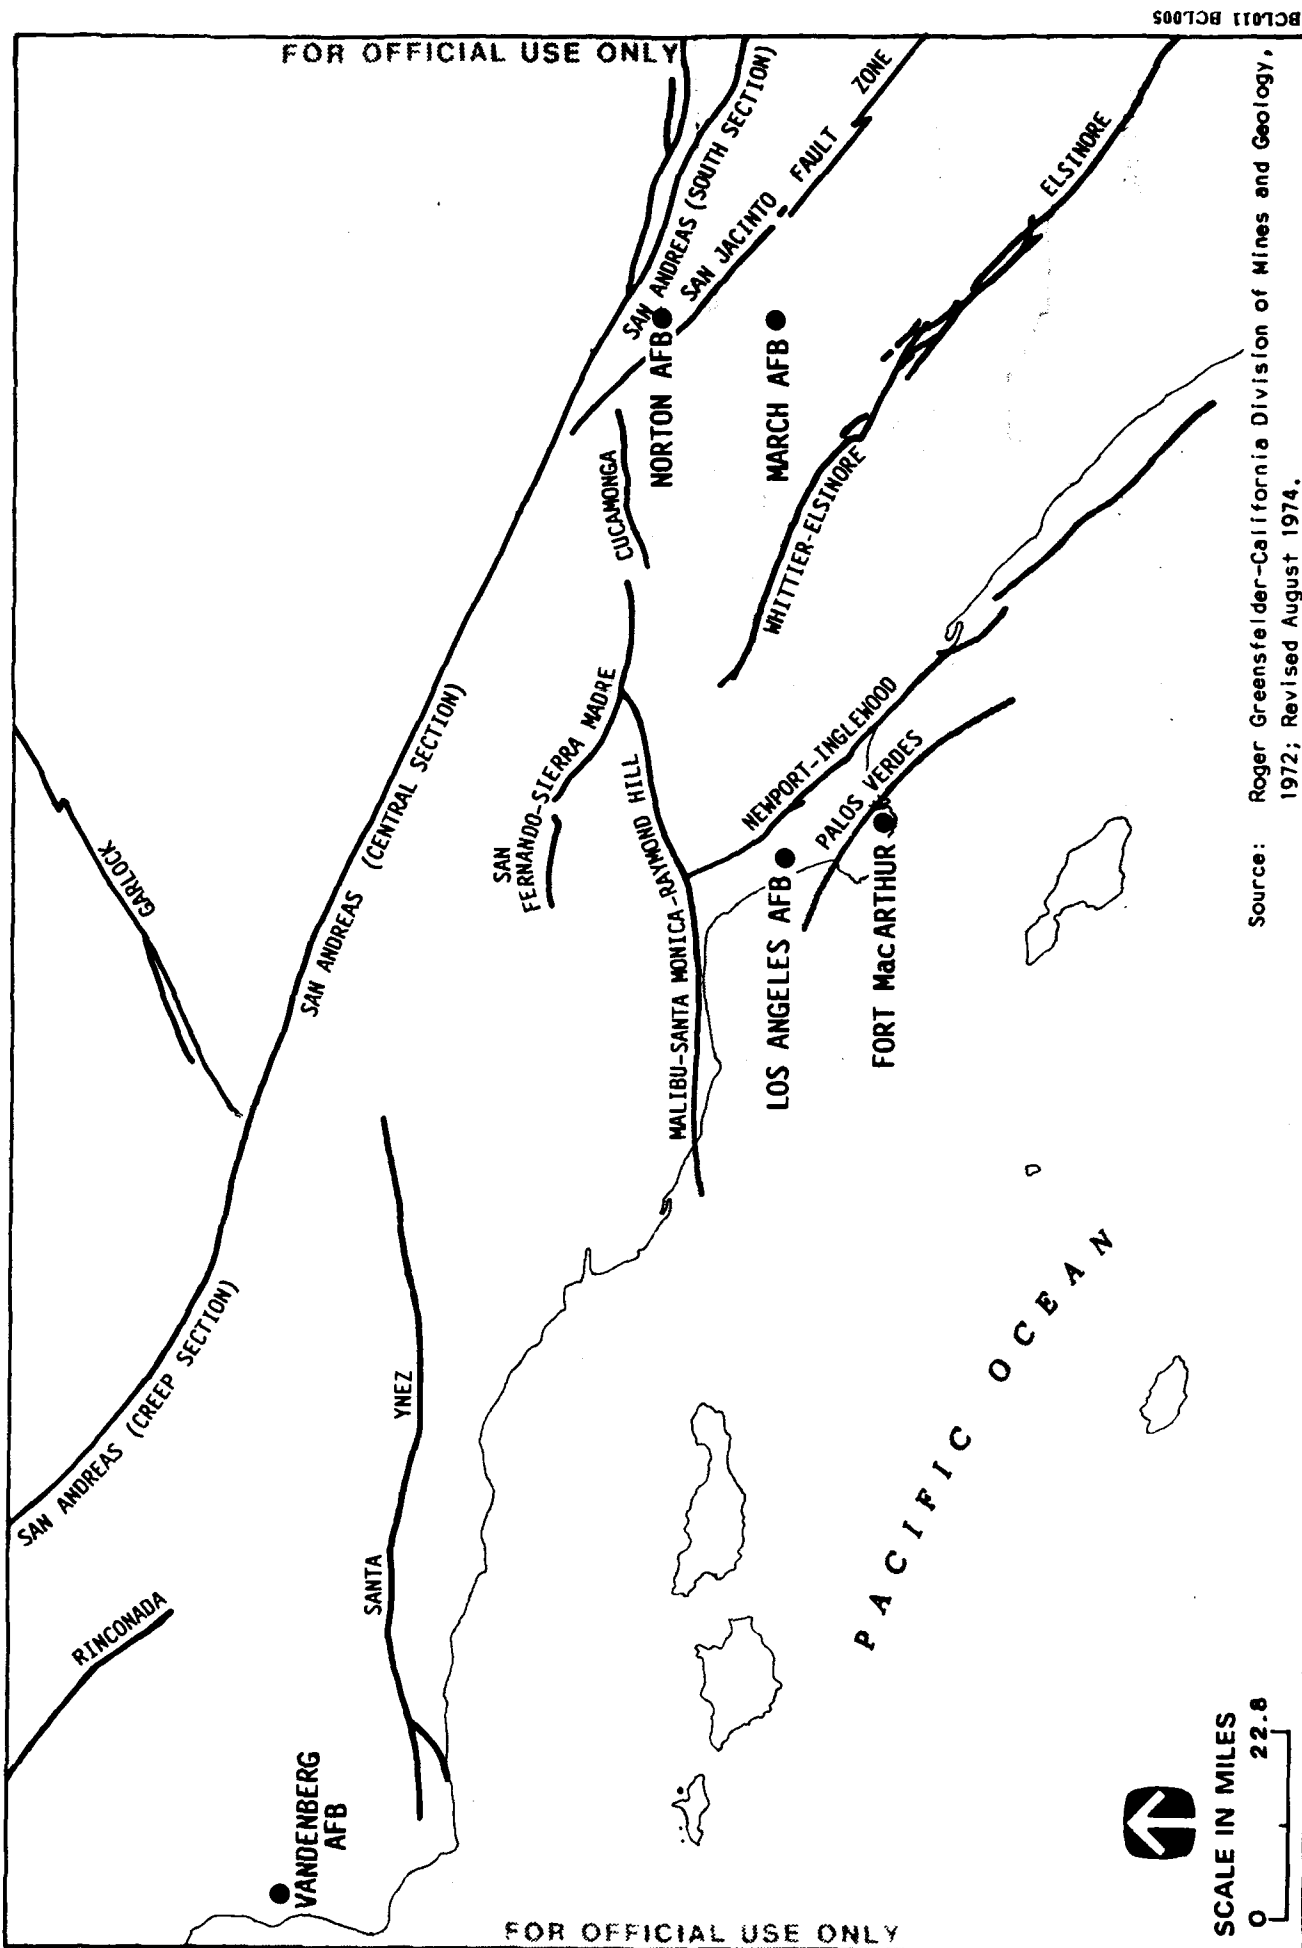 BCL011 BCL005
FOR OFFICIAL USE ONLY
SAN ANDREAS (SOUTH SECTION)
SAN JACINTO FAULT ZONE
ELSINORE
NORTON AFB
MARCH AFB
CUCAMONGA
WHITTIER-ELSINORE
GARLOCK
SAN ANDREAS (CENTRAL SECTION)
SAN
FERNANDO-SIERRA MADRE
MALIBU-SANTA MONICA-RAYMOND HILL
NEWPORT-INGLEWOOD
PALOS VERDES
LOS ANGELES AFB
FORT MacARTHUR
SAN ANDREAS (CREEP SECTION)
RINCONADA
SANTA YNEZ
VANDENBERG
AFB
PACIFIC OCEAN
SCALE IN MILES
0 22.8
Source: Roger Greensfelder-California Division of Mines and Geology,
1972; Revised August 1974.
FOR OFFICIAL USE ONLY